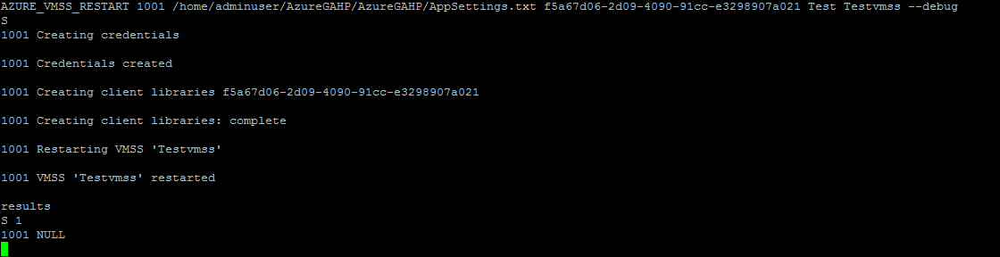 AZURE_VMSS_RESTART 1001 /home/adminuser/AzureGAHP/AzureGAHP/AppSettings.txt f5a67d06-2d09-4090-91cc-e3298907a021 Test Testvmss --debug
S
1001 Creating credentials
1001 Credentials created
1001 Creating client libraries f5a67d06-2d09-4090-91cc-e3298907a021
1001 Creating client libraries: complete
1001 Restarting VMSS 'Testvmss'
1001 VMSS 'Testvmss' restarted
results
S 1
1001 NULL